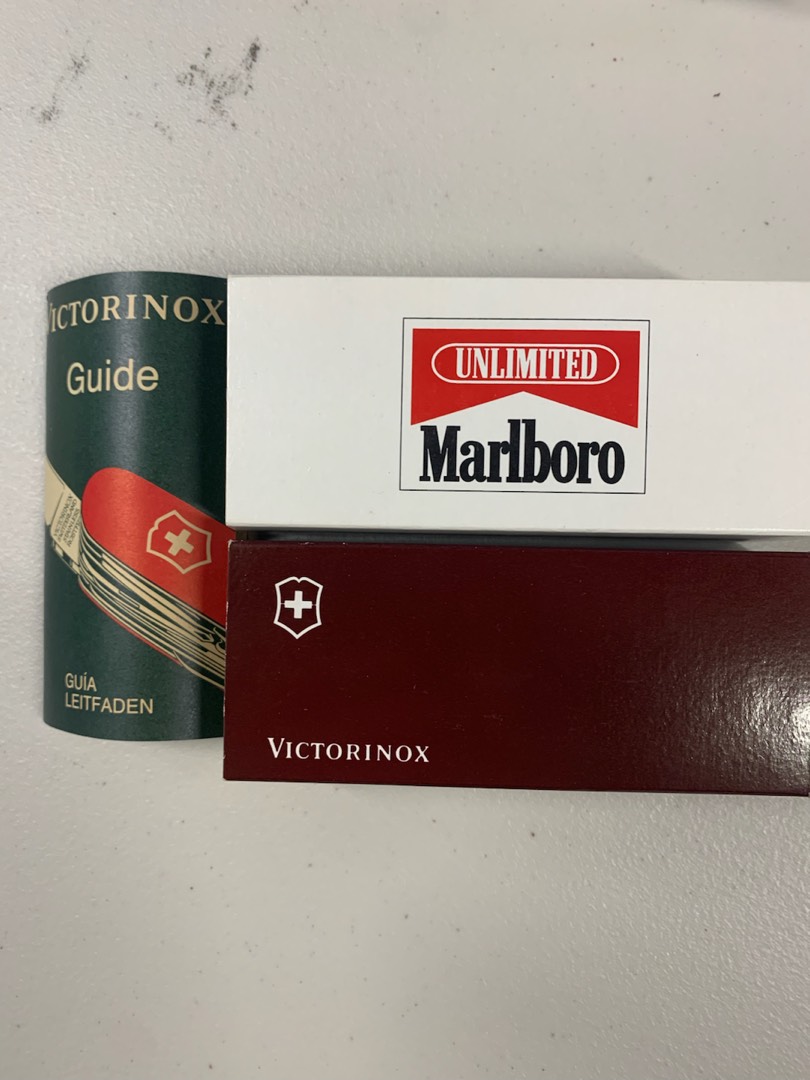 VICTORINOX
Guide
GUÍA
LEITFADEN
UNLIMITED
Marlboro
VICTORINOX